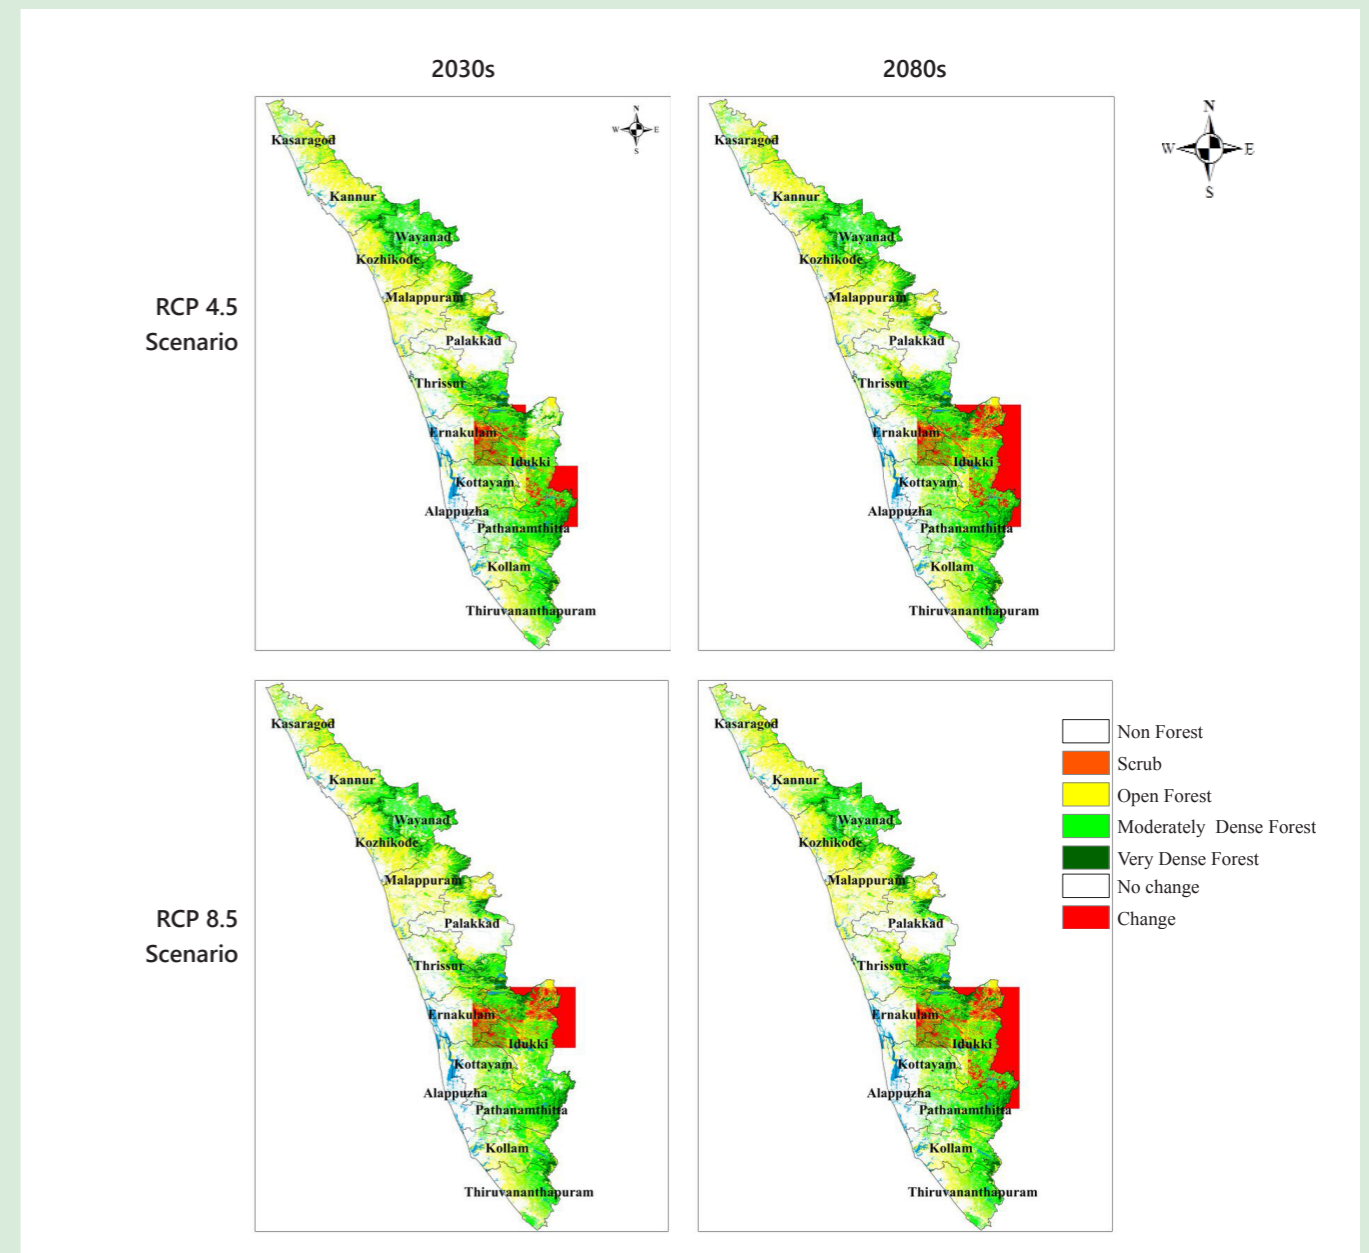 2030s
2080s
N
W E
S
N
W E
S
RCP 4.5
Scenario
Kasaragod
Kannur
Wayanad
Kozhikode
Malappuram
Palakkad
Thrissur
Ernakulam
Idukki
Kottayam
Alappuzha
Pathanamthitta
Kollam
Thiruvananthapuram
Kasaragod
Kannur
Wayanad
Kozhikode
Malappuram
Palakkad
Thrissur
Ernakulam
Idukki
Kottayam
Alappuzha
Pathanamthitta
Kollam
Thiruvananthapuram
RCP 8.5
Scenario
Kasaragod
Kannur
Wayanad
Kozhikode
Malappuram
Palakkad
Thrissur
Ernakulam
Idukki
Kottayam
Alappuzha
Pathanamthitta
Kollam
Thiruvananthapuram
Kasaragod
Kannur
Wayanad
Kozhikode
Malappuram
Palakkad
Thrissur
Ernakulam
Idukki
Kottayam
Alappuzha
Pathanamthitta
Kollam
Thiruvananthapuram
Non Forest
Scrub
Open Forest
Moderately Dense Forest
Very Dense Forest
No change
Change